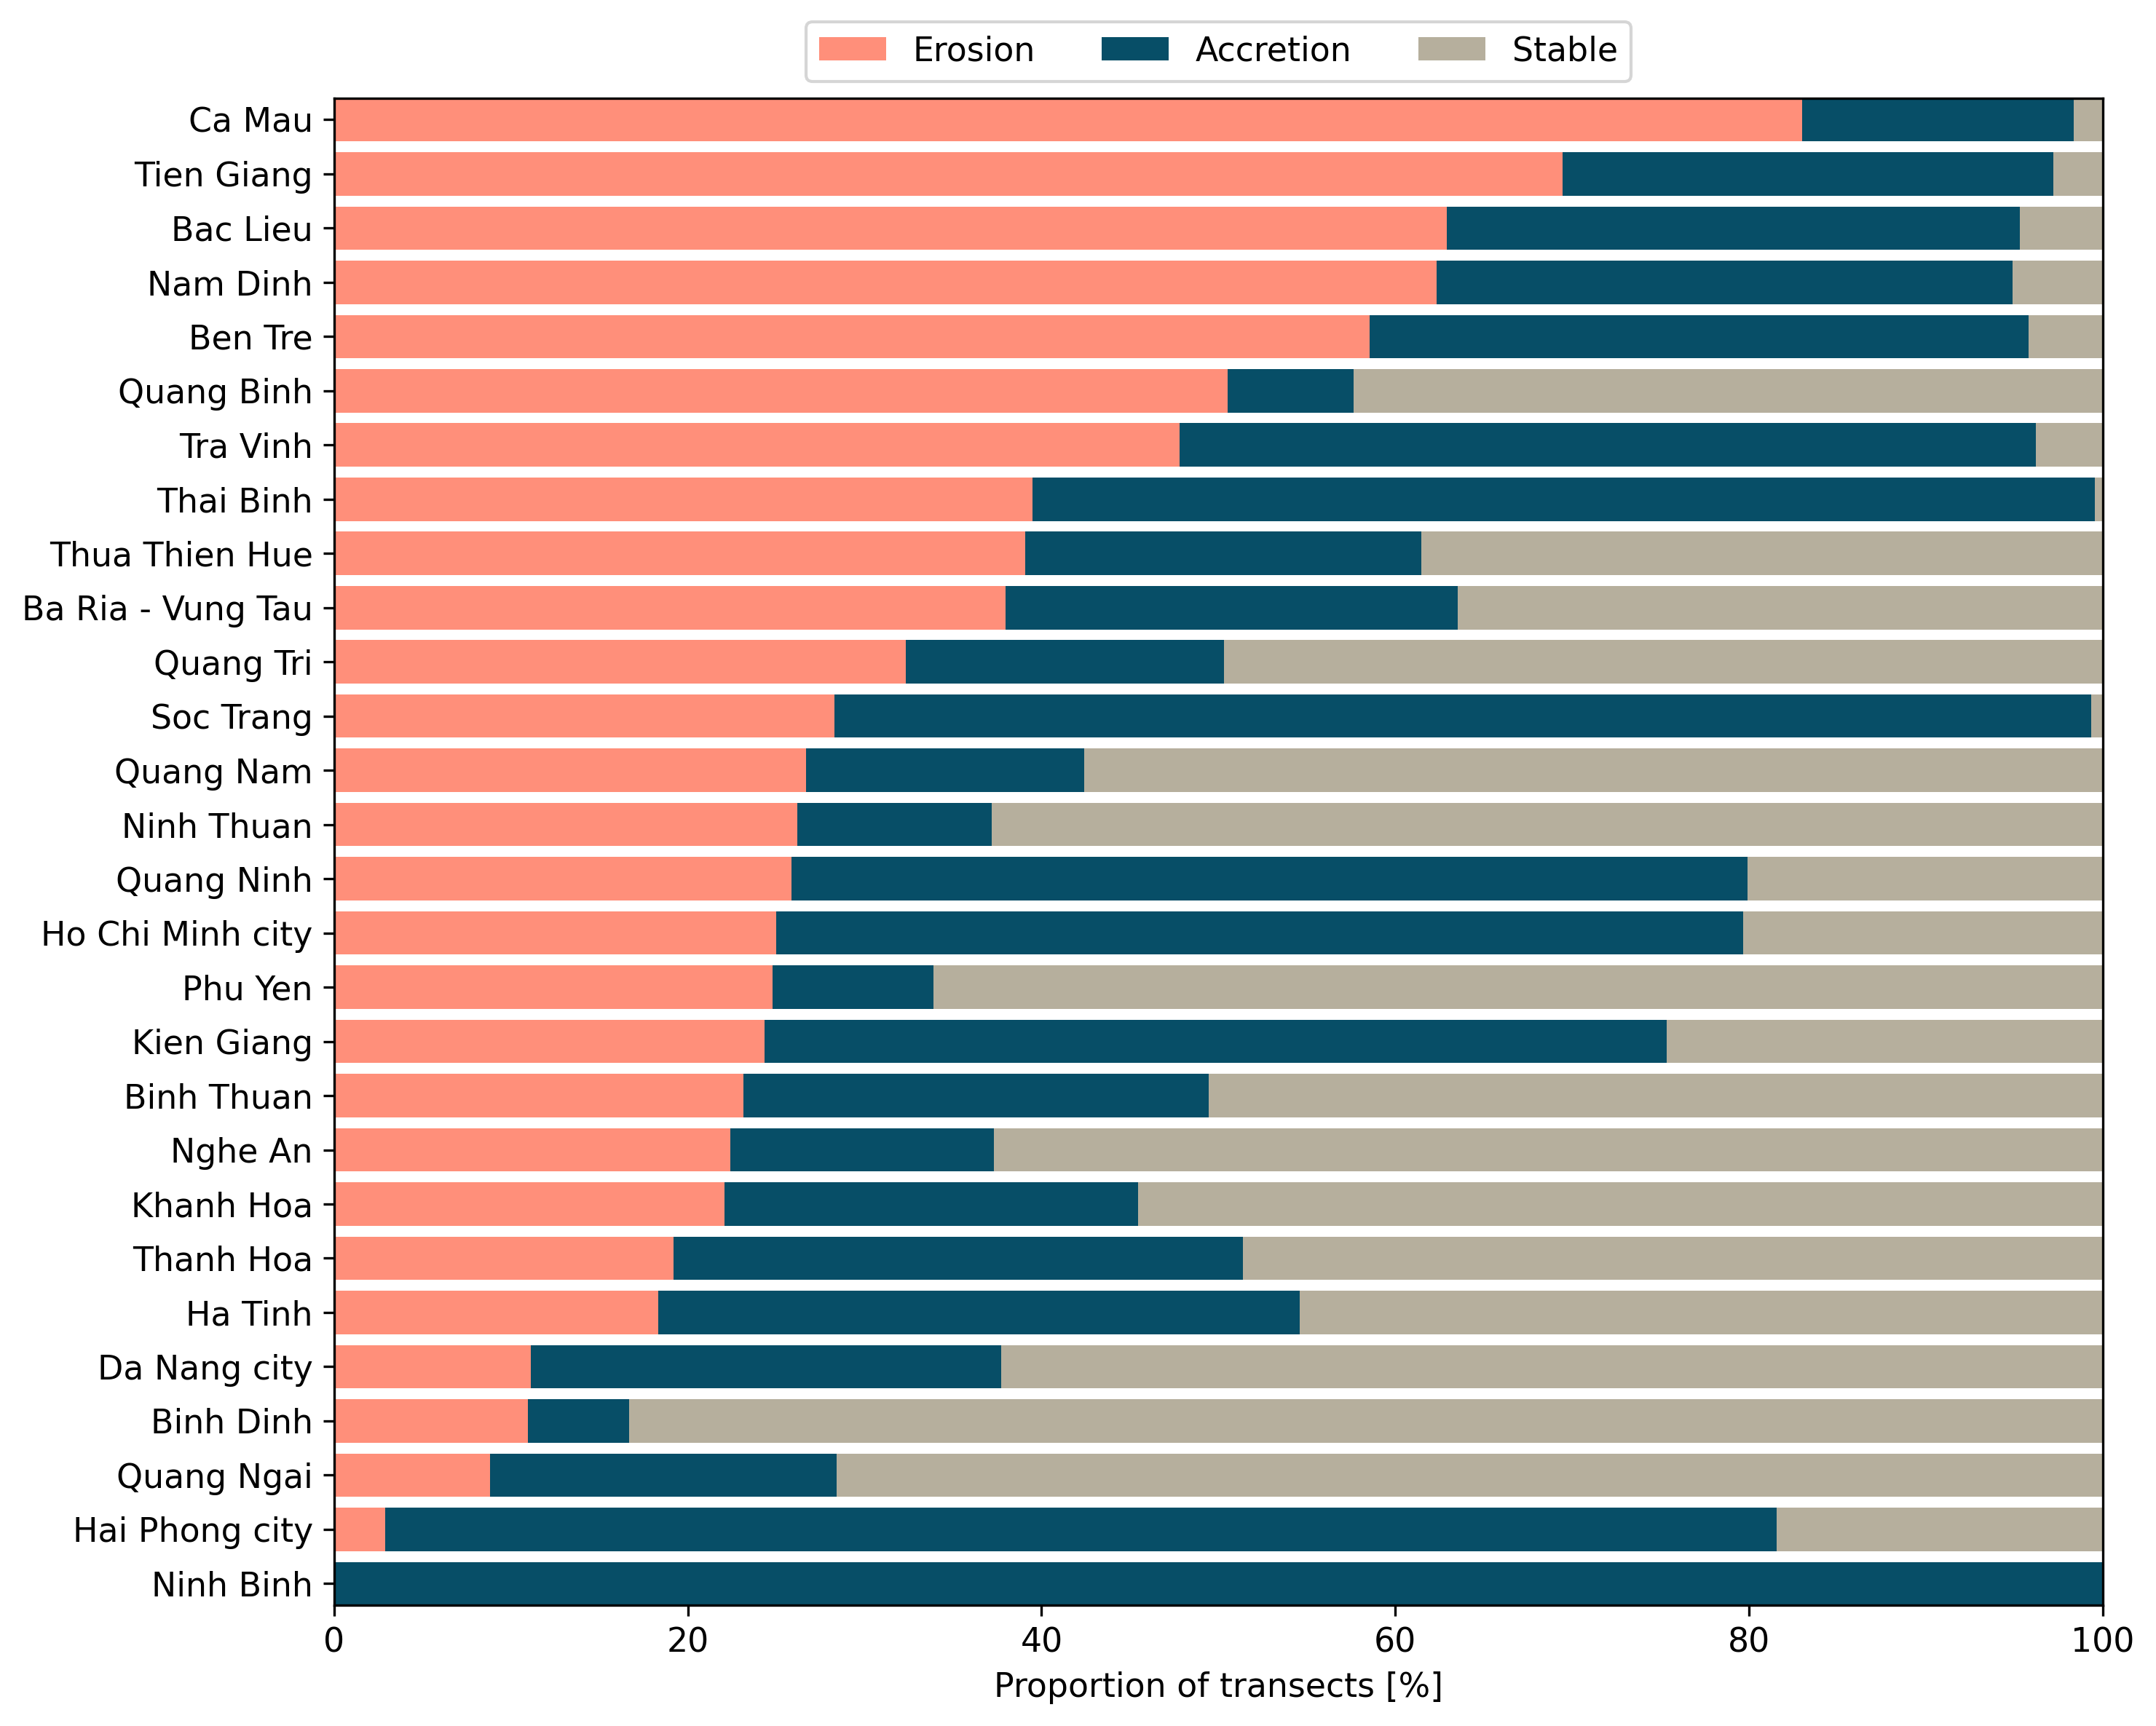 Erosion Accretion Stable
Ca Mau
Tien Giang
Bac Lieu
Nam Dinh
Ben Tre
Quang Binh
Tra Vinh
Thai Binh
Thua Thien Hue
Ba Ria - Vung Tau
Quang Tri
Soc Trang
Quang Nam
Ninh Thuan
Quang Ninh
Ho Chi Minh city
Phu Yen
Kien Giang
Binh Thuan
Nghe An
Khanh Hoa
Thanh Hoa
Ha Tinh
Da Nang city
Binh Dinh
Quang Ngai
Hai Phong city
Ninh Binh
0 20 40 60 80 100
Proportion of transects [%]